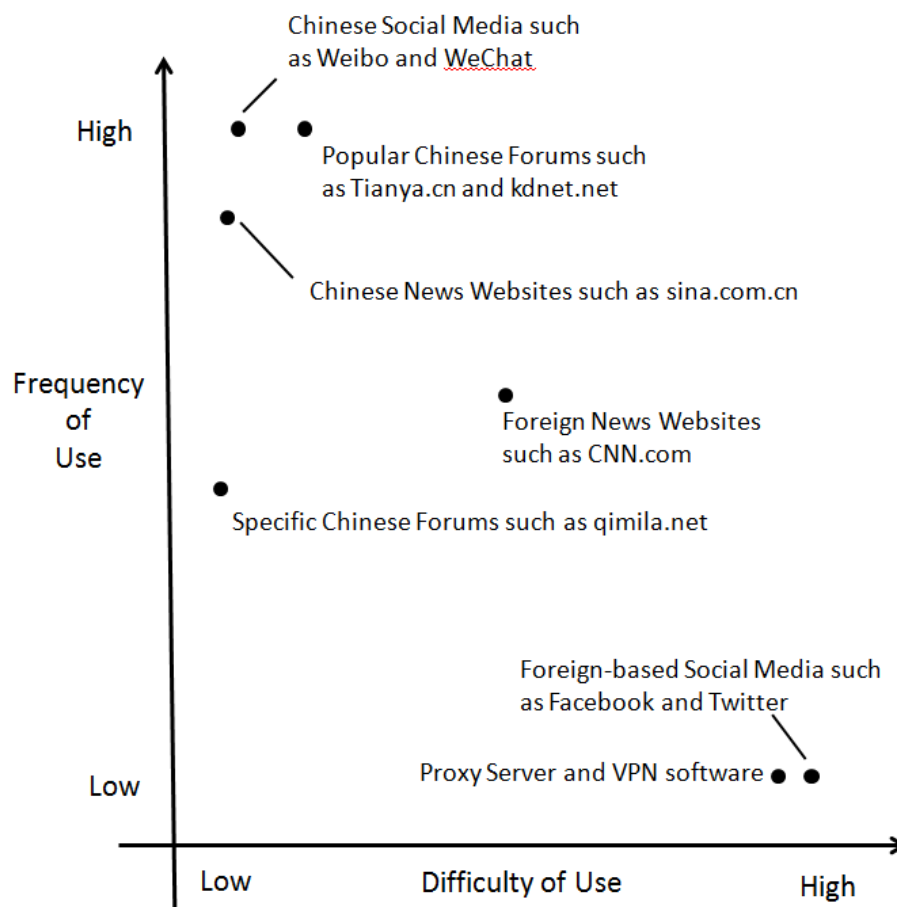 Chinese Social Media such
as Weibo and WeChat
High
Popular Chinese Forums such
as Tianya.cn and kdnet.net
Chinese News Websites such as sina.com.cn
Frequency
of
Use
Foreign News Websites
such as CNN.com
Specific Chinese Forums such as qimila.net
Foreign-based Social Media such
as Facebook and Twitter
Proxy Server and VPN software
Low
Low
Difficulty of Use
High